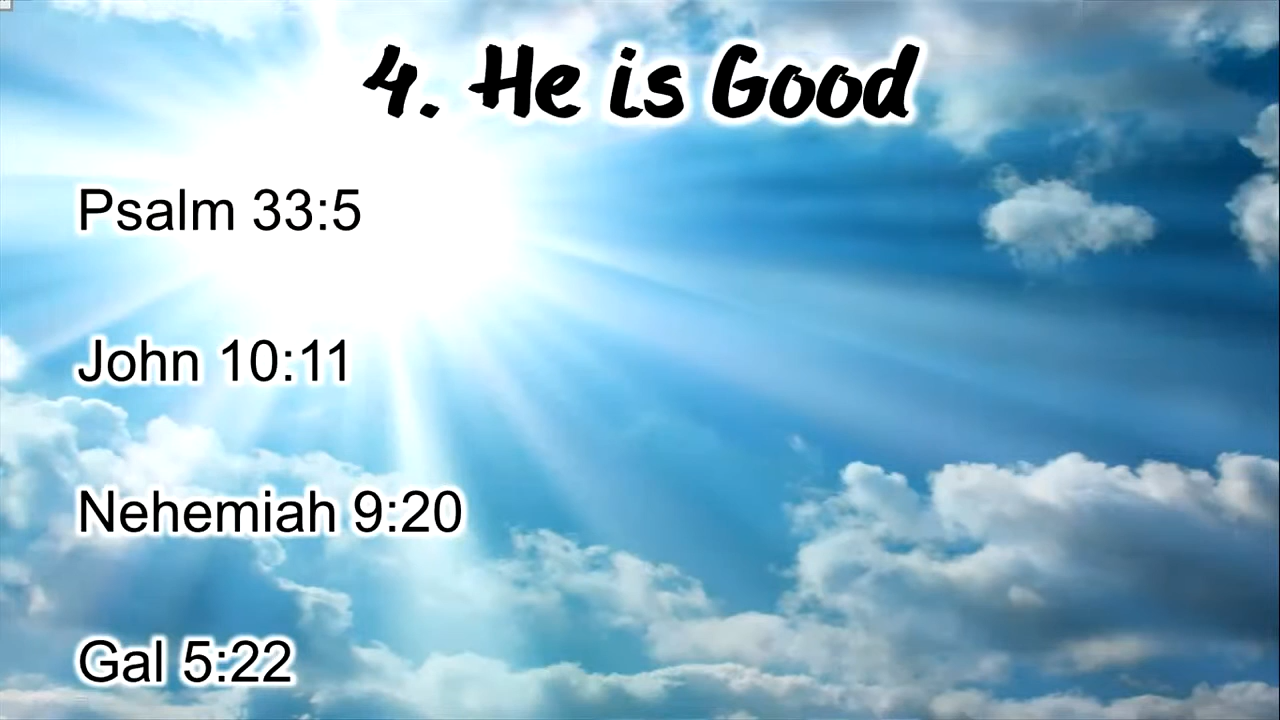 4. He is Good
Psalm 33:5
John 10:11
Nehemiah 9:20
Gal 5:22